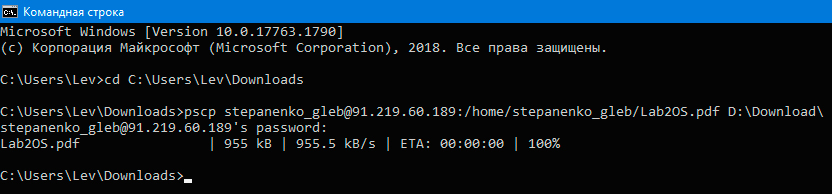 Командная строка
Microsoft Windows [Version 10.0.17763.1790]
(c) Корпорация Майкрософт (Microsoft Corporation), 2018. Все права защищены.
C:\Users\Lev>cd C:\Users\Lev\Downloads
C:\Users\Lev\Downloads>pscp stepanenko_gleb@91.219.60.189:/home/stepanenko_gleb/Lab2OS.pdf D:\Download\
stepanenko_gleb@91.219.60.189's password:
Lab2OS.pdf | 955 kB | 955.5 kB/s | ETA: 00:00:00 | 100%
C:\Users\Lev\Downloads>